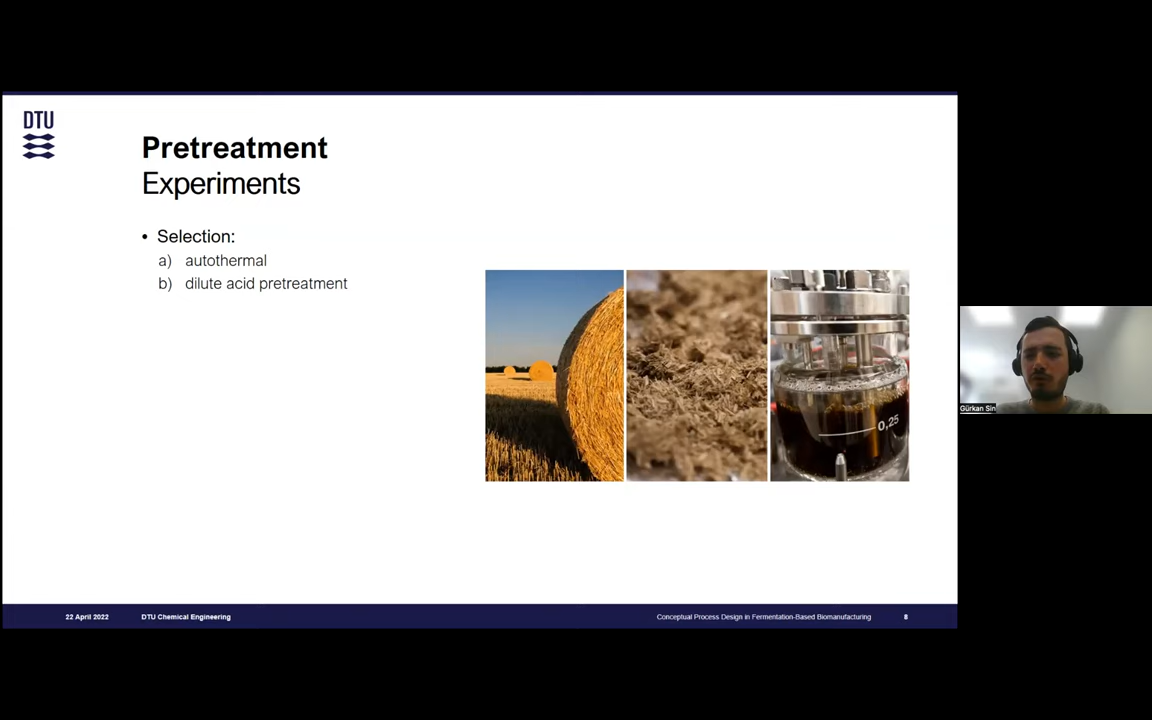 DTU
Pretreatment
Experiments
• Selection:
a) autothermal
b) dilute acid pretreatment
0,25
Gürkan Sin
22 April 2022
DTU Chemical Engineering
Conceptual Process Design in Fermentation-Based Biomanufacturing
8